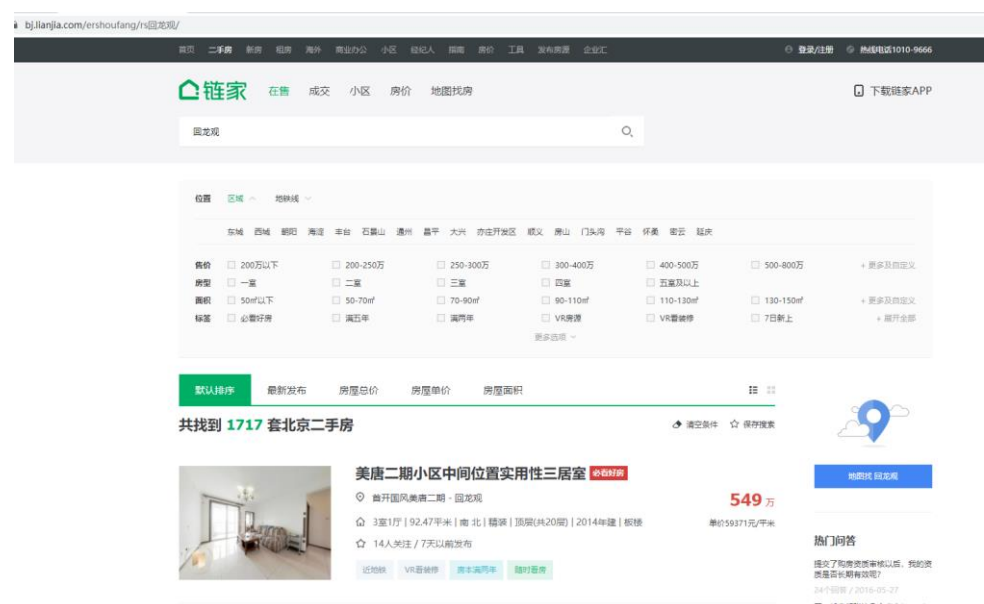 bj.lianjia.com/ershoufang/rs回龙观/
首页 二手房 新房 租房 海外 商业办公 小区 经纪人 指南 房价 工具 发布房源 企业汇 登录/注册 热线电话1010-9666
链家 在售 成交 小区 房价 地图找房 下载链家APP
回龙观
位置 区域 地铁线
东城 西城 朝阳 海淀 丰台 石景山 通州 昌平 大兴 亦庄开发区 顺义 房山 门头沟 平谷 怀柔 密云 延庆
售价 200万以下 200-250万 250-300万 300-400万 400-500万 500-800万 + 更多及自定义
房型 一室 二室 三室 四室 五室及以上
面积 50㎡以下 50-70㎡ 70-90㎡ 90-110㎡ 110-130㎡ 130-150㎡ + 更多及自定义
标签 必看好房 满五年 满两年 VR房源 VR看装修 7日新上 + 展开全部
更多选项
默认排序 最新发布 房屋总价 房屋单价 房屋面积
共找到 1717 套北京二手房 清空条件 保存搜索
地图找 回龙观
美唐二期小区中间位置实用性三居室 必看好房
首开国风美唐二期 - 回龙观
549 万
3室1厅 | 92.47平米 | 南 北 | 精装 | 顶层(共20层) | 2014年建 | 板楼
单价59371元/平米
14人关注 / 7天以前发布
近地铁 VR看装修 房本满两年 随时看房
热门问答
提交了购房资质审核以后，我的资
质是否长期有效呢?
24个回答 / 2016-05-27